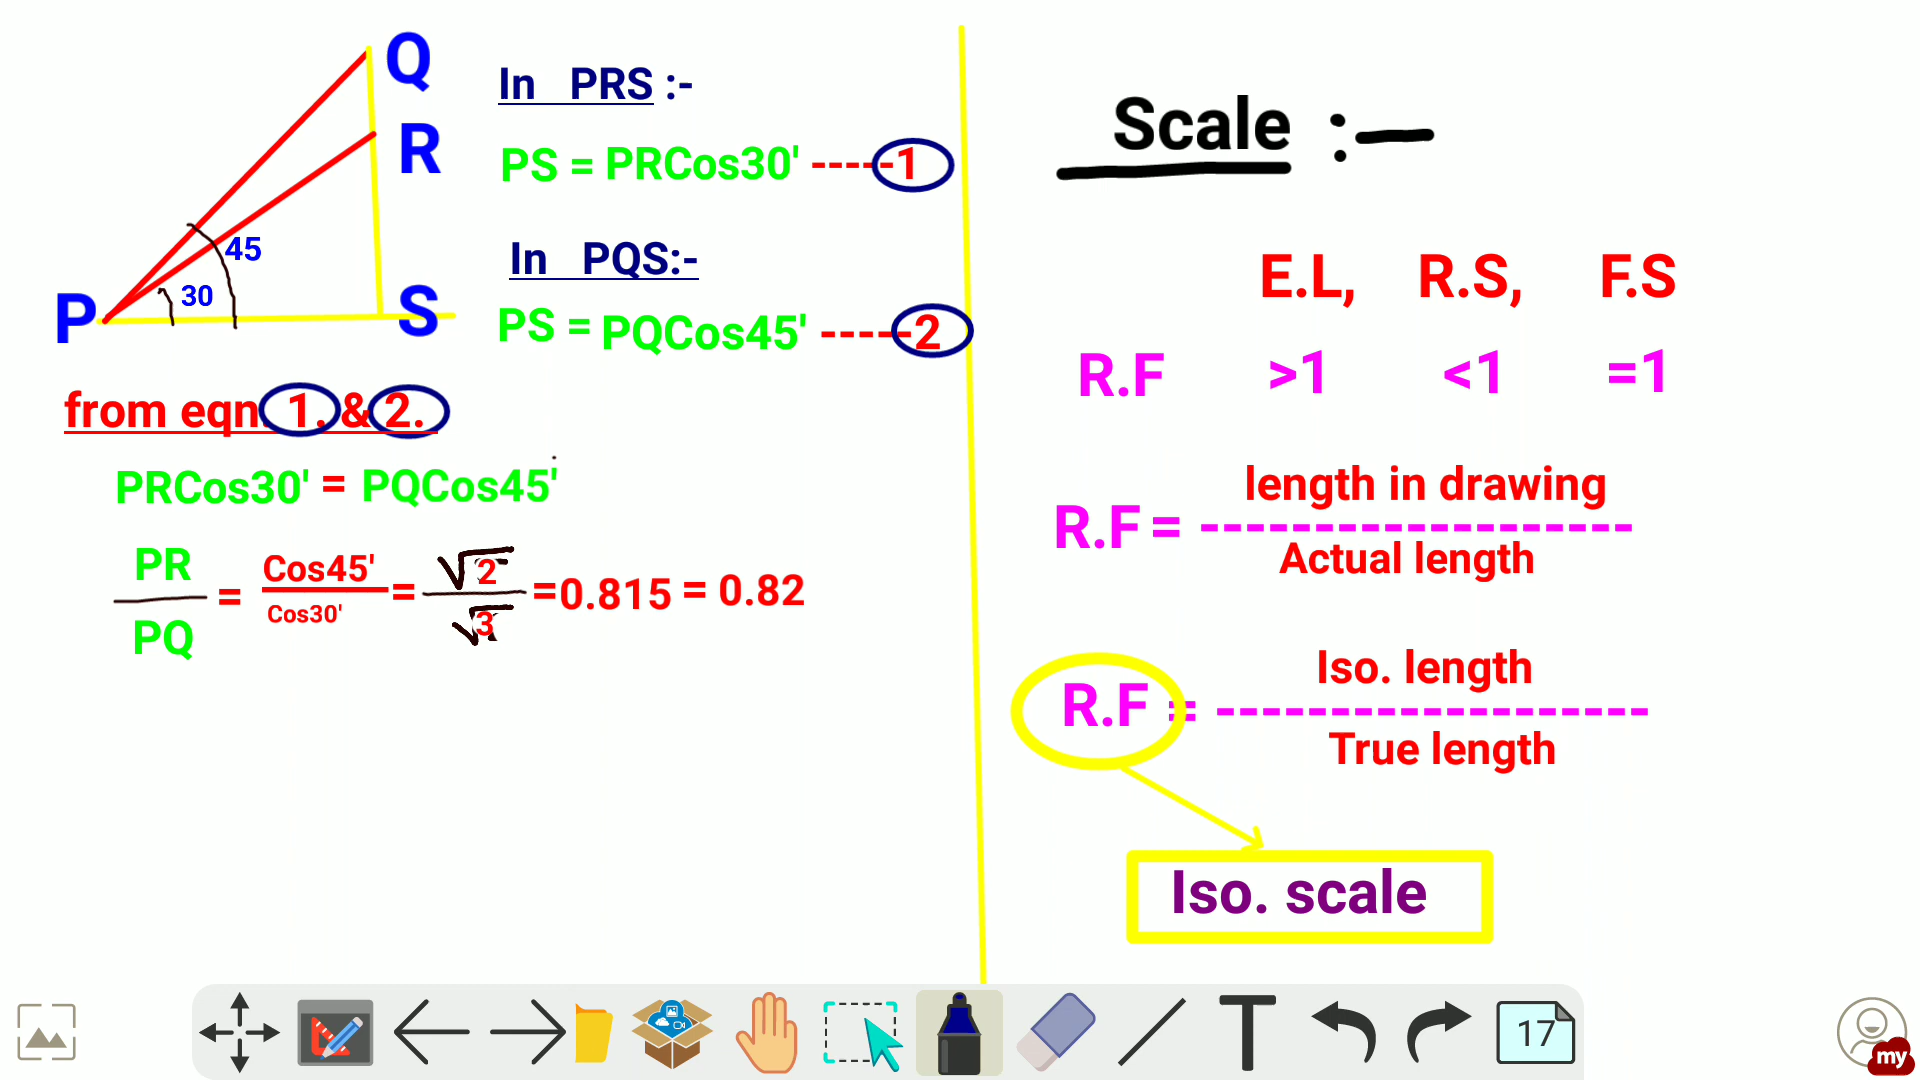 Q
R
45
30
P
S
In PRS :-
PS = PRCos30' -----1
In PQS:-
PS = PQCos45' -----2
from eqn. 1. & 2.
PRCos30' = PQCos45'
PR
PQ
=
Cos45'
Cos30'
=
√2
√3
=0.815 = 0.82
Scale :-
E.L, R.S, F.S
R.F >1 <1 =1
length in drawing
R.F = ------------------
Actual length
Iso. length
R.F = ------------------
True length
Iso. scale
17
my